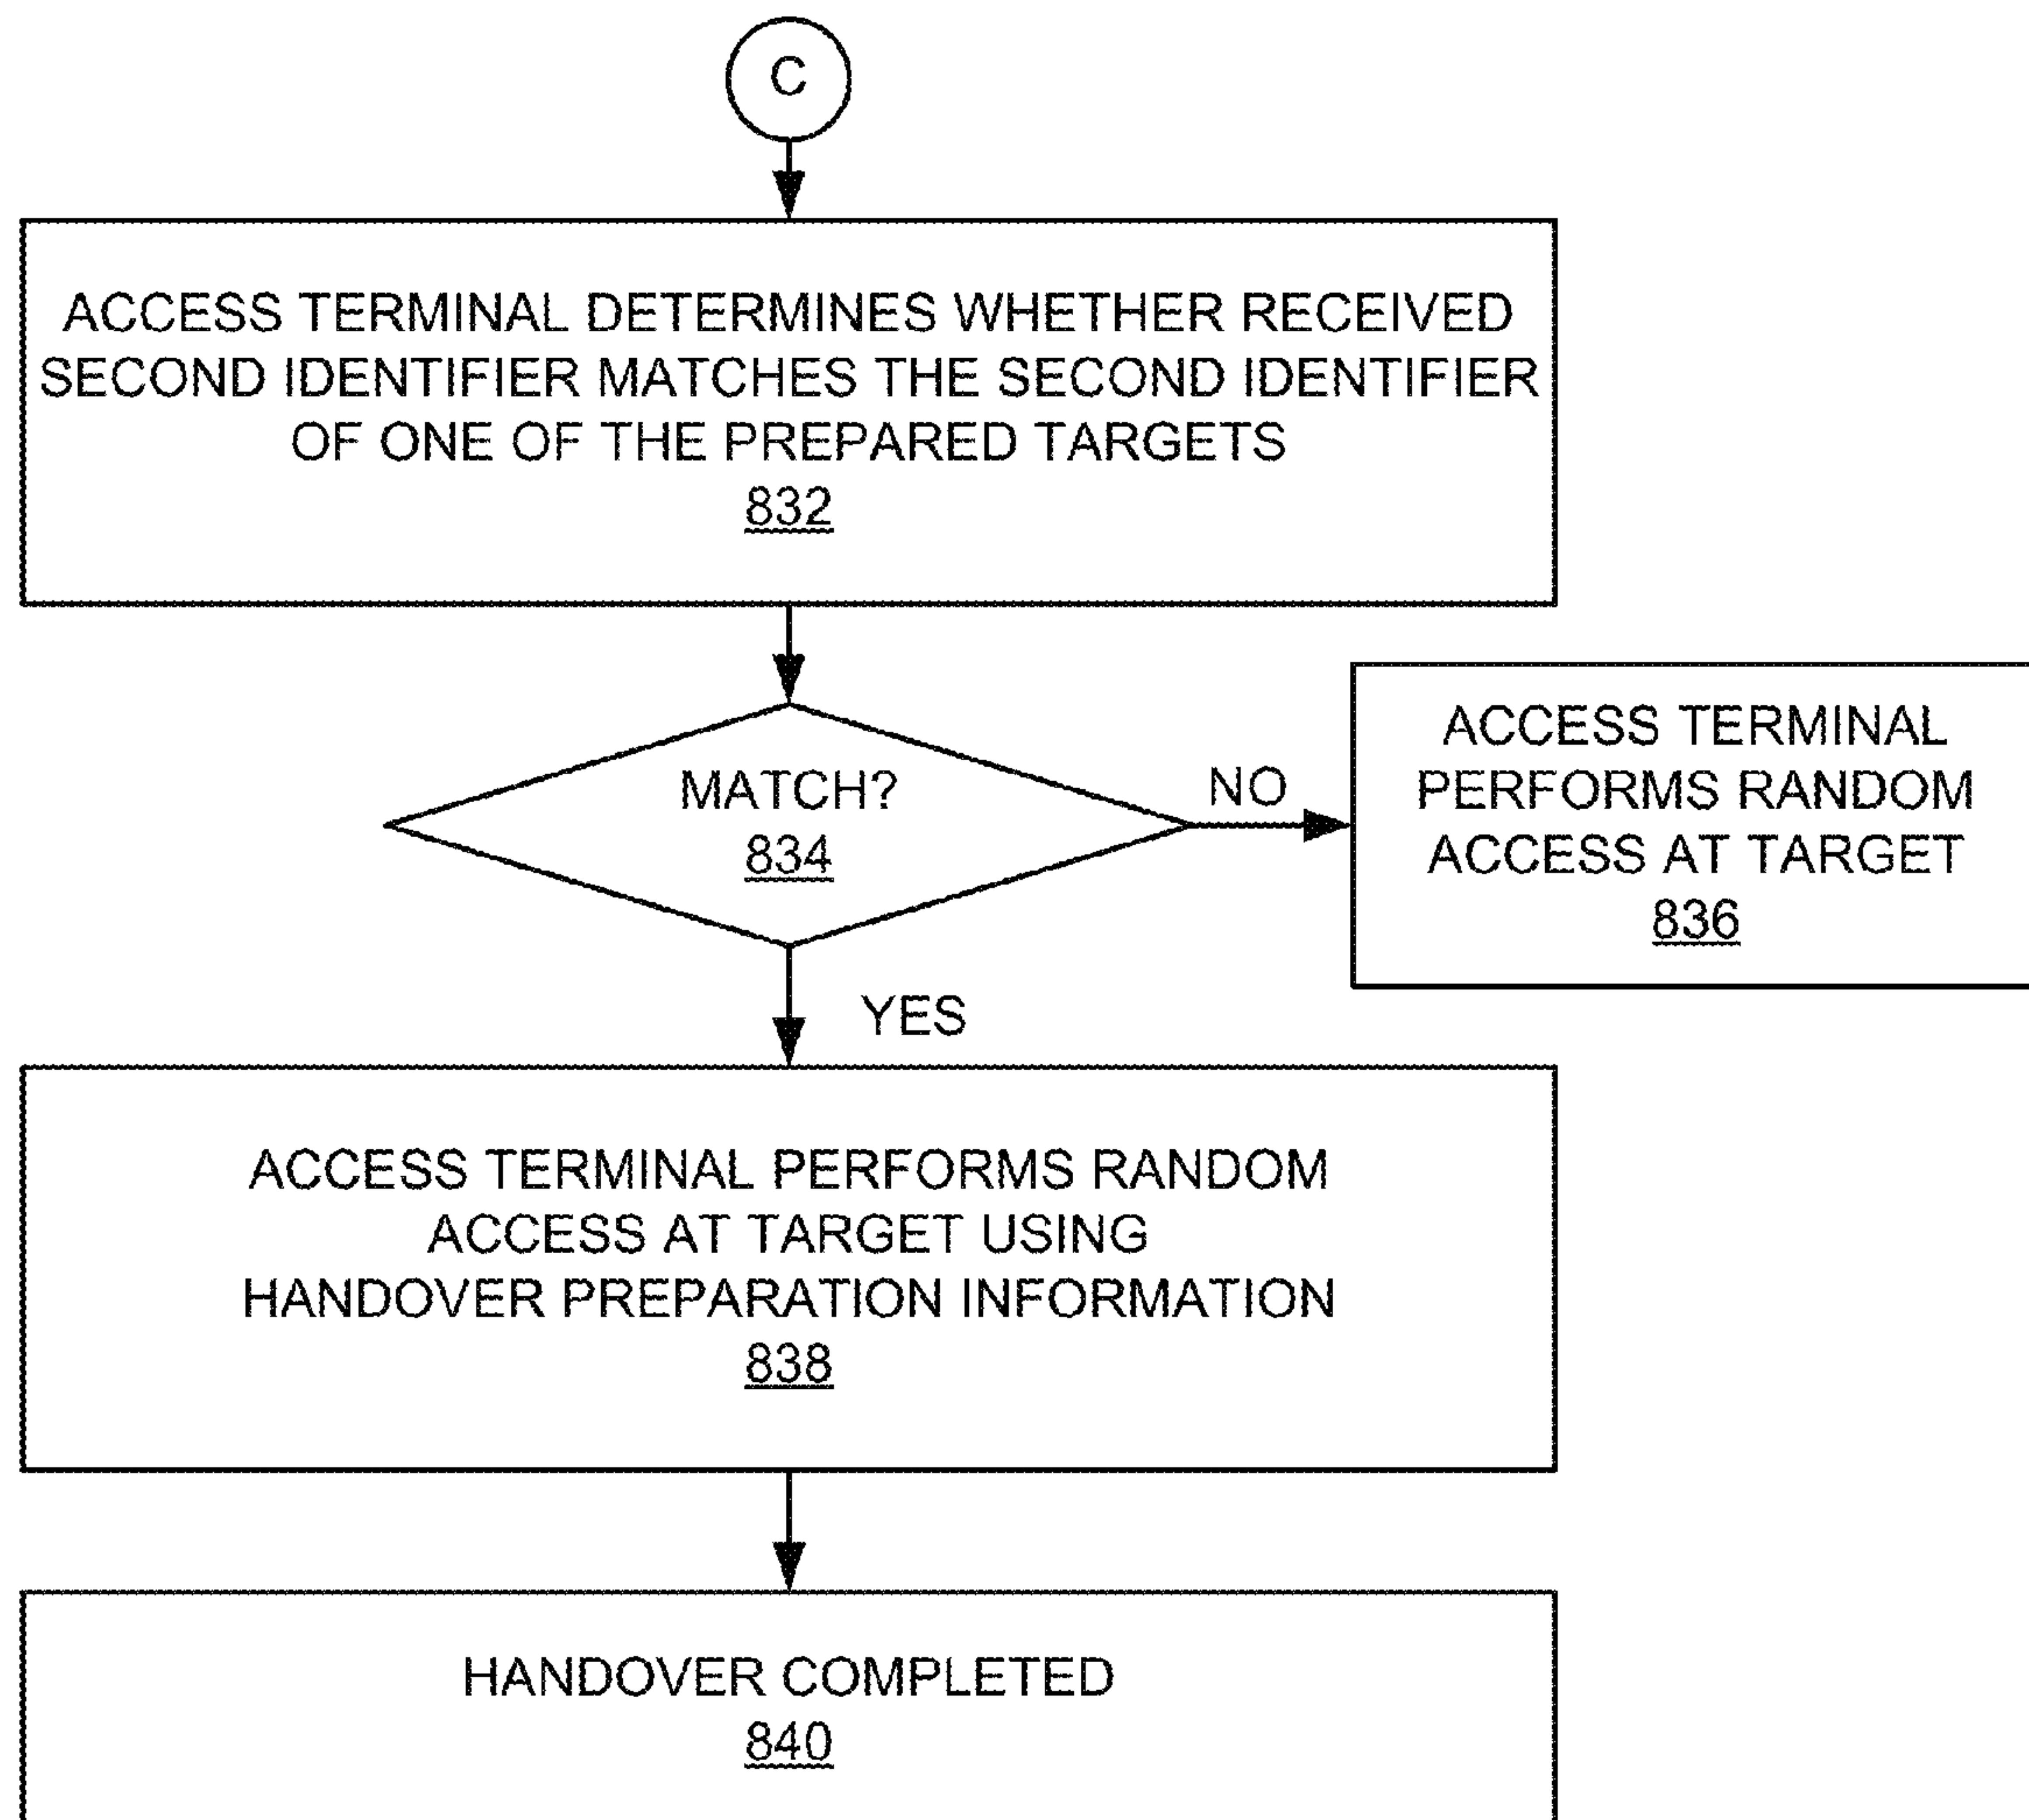 C
ACCESS TERMINAL DETERMINES WHETHER RECEIVED
SECOND IDENTIFIER MATCHES THE SECOND IDENTIFIER
OF ONE OF THE PREPARED TARGETS
832
MATCH?
834
NO
ACCESS TERMINAL
PERFORMS RANDOM
ACCESS AT TARGET
836
YES
ACCESS TERMINAL PERFORMS RANDOM
ACCESS AT TARGET USING
HANDOVER PREPARATION INFORMATION
838
HANDOVER COMPLETED
840